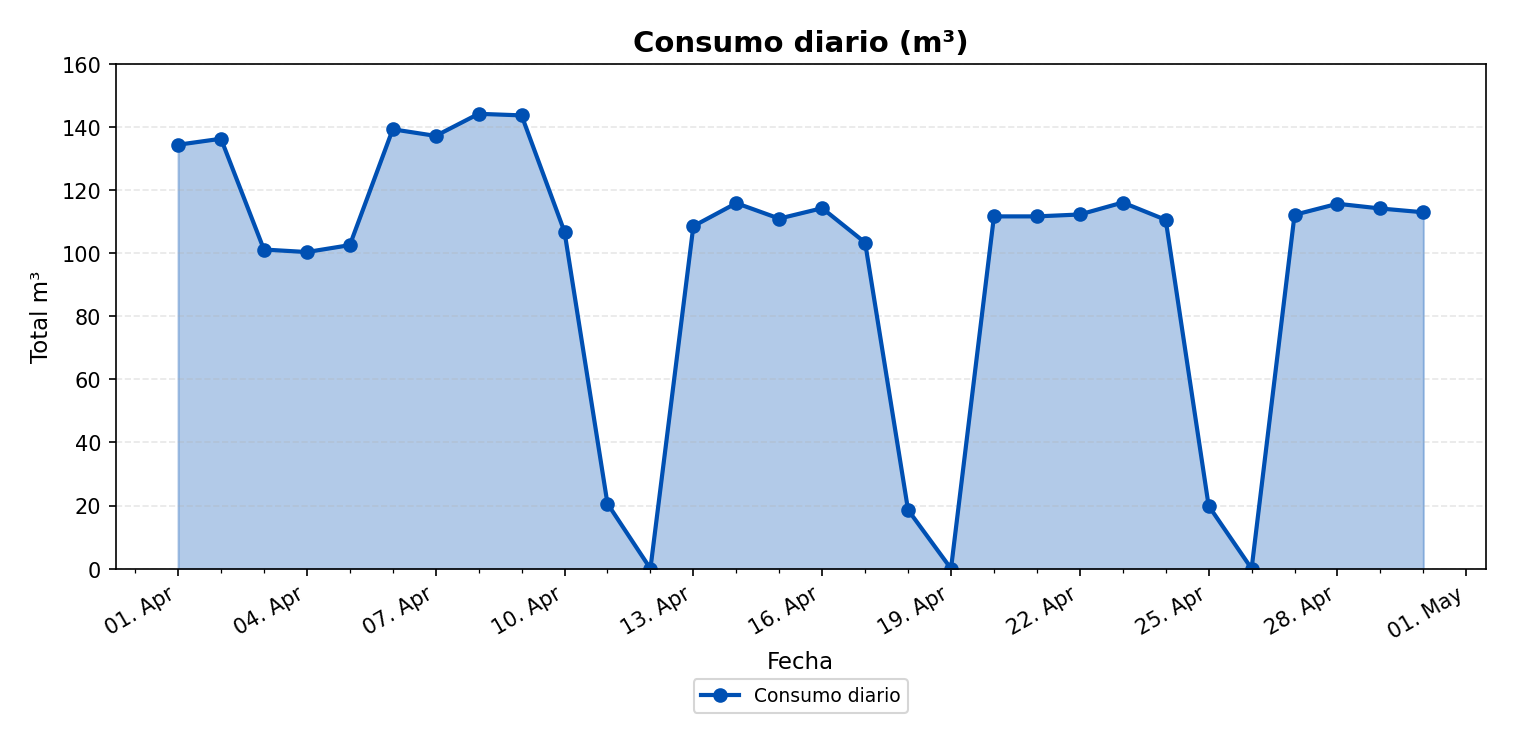 Consumo diario (m³)
160
140
120
100
80
60
40
20
0
Total m³
01. Apr
04. Apr
07. Apr
10. Apr
13. Apr
16. Apr
19. Apr
22. Apr
25. Apr
28. Apr
01. May
Fecha
Consumo diario